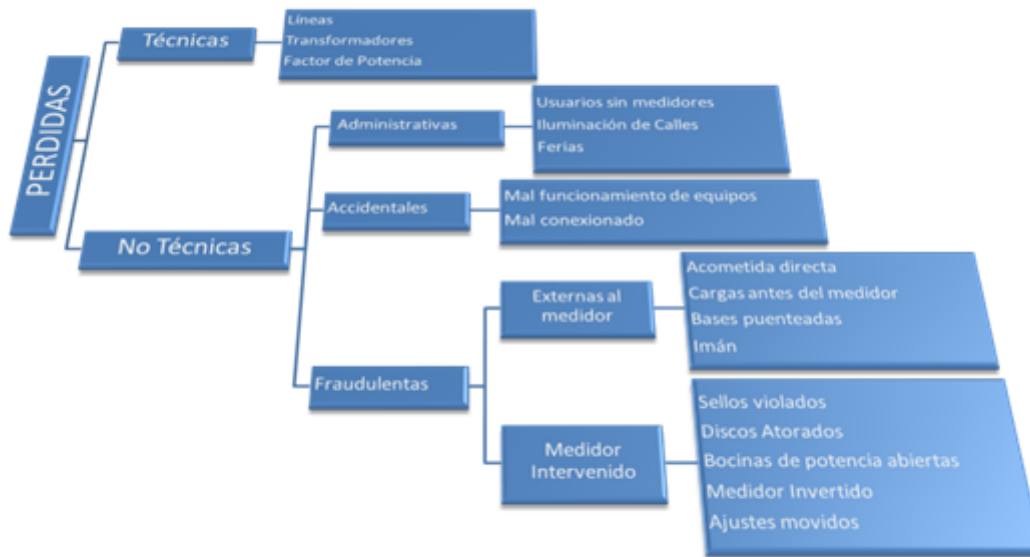 PERDIDAS
Técnicas
Líneas
Transformadores
Factor de Potencia
No Técnicas
Administrativas
Usuarios sin medidores
Iluminación de Calles
Ferias
Accidentales
Mal funcionamiento de equipos
Mal conexionado
Fraudulentas
Externas al
medidor
Acometida directa
Cargas antes del medidor
Bases puenteadas
Imán
Medidor
Intervenido
Sellos violados
Discos Atorados
Bocinas de potencia abiertas
Medidor Invertido
Ajustes movidos